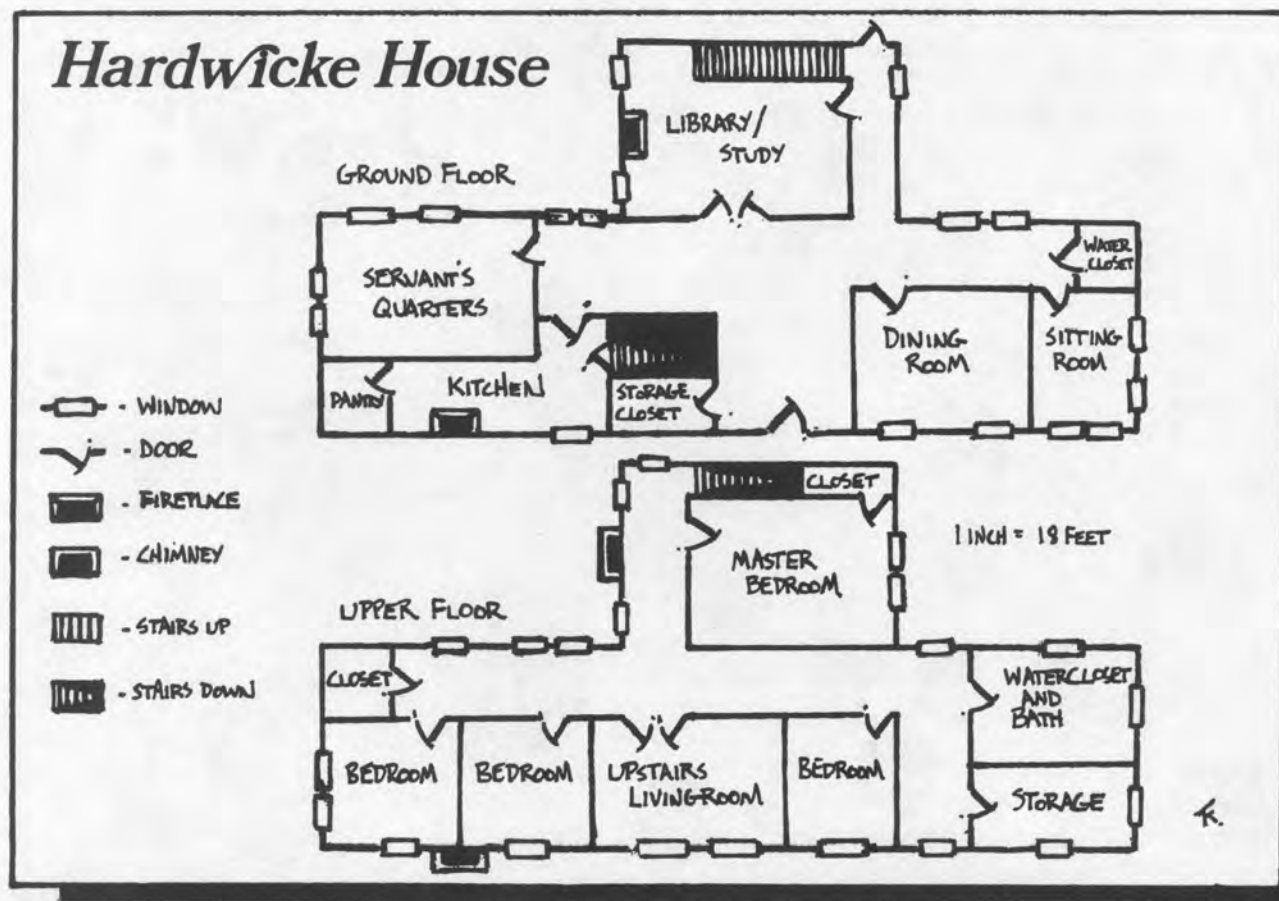 Hardwicke House
GROUND FLOOR
LIBRARY/
STUDY
SERVANT'S
QUARTERS
WATER
CLOSET
DINING
ROOM
SITTING
ROOM
PANTRY
KITCHEN
STORAGE
CLOSET
- WINDOW
- DOOR
- FIREPLACE
- CHIMNEY
- STAIRS UP
- STAIRS DOWN
UPPER FLOOR
CLOSET
MASTER
BEDROOM
1 INCH = 18 FEET
CLOSET
WATERCLOSET
AND
BATH
BEDROOM
BEDROOM
UPSTAIRS
LIVINGROOM
BEDROOM
STORAGE